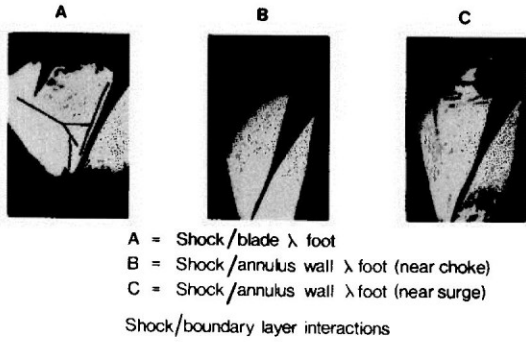 A B C
A = Shock/blade λ foot
B = Shock/annulus wall λ foot (near choke)
C = Shock/annulus wall λ foot (near surge)
Shock/boundary layer interactions